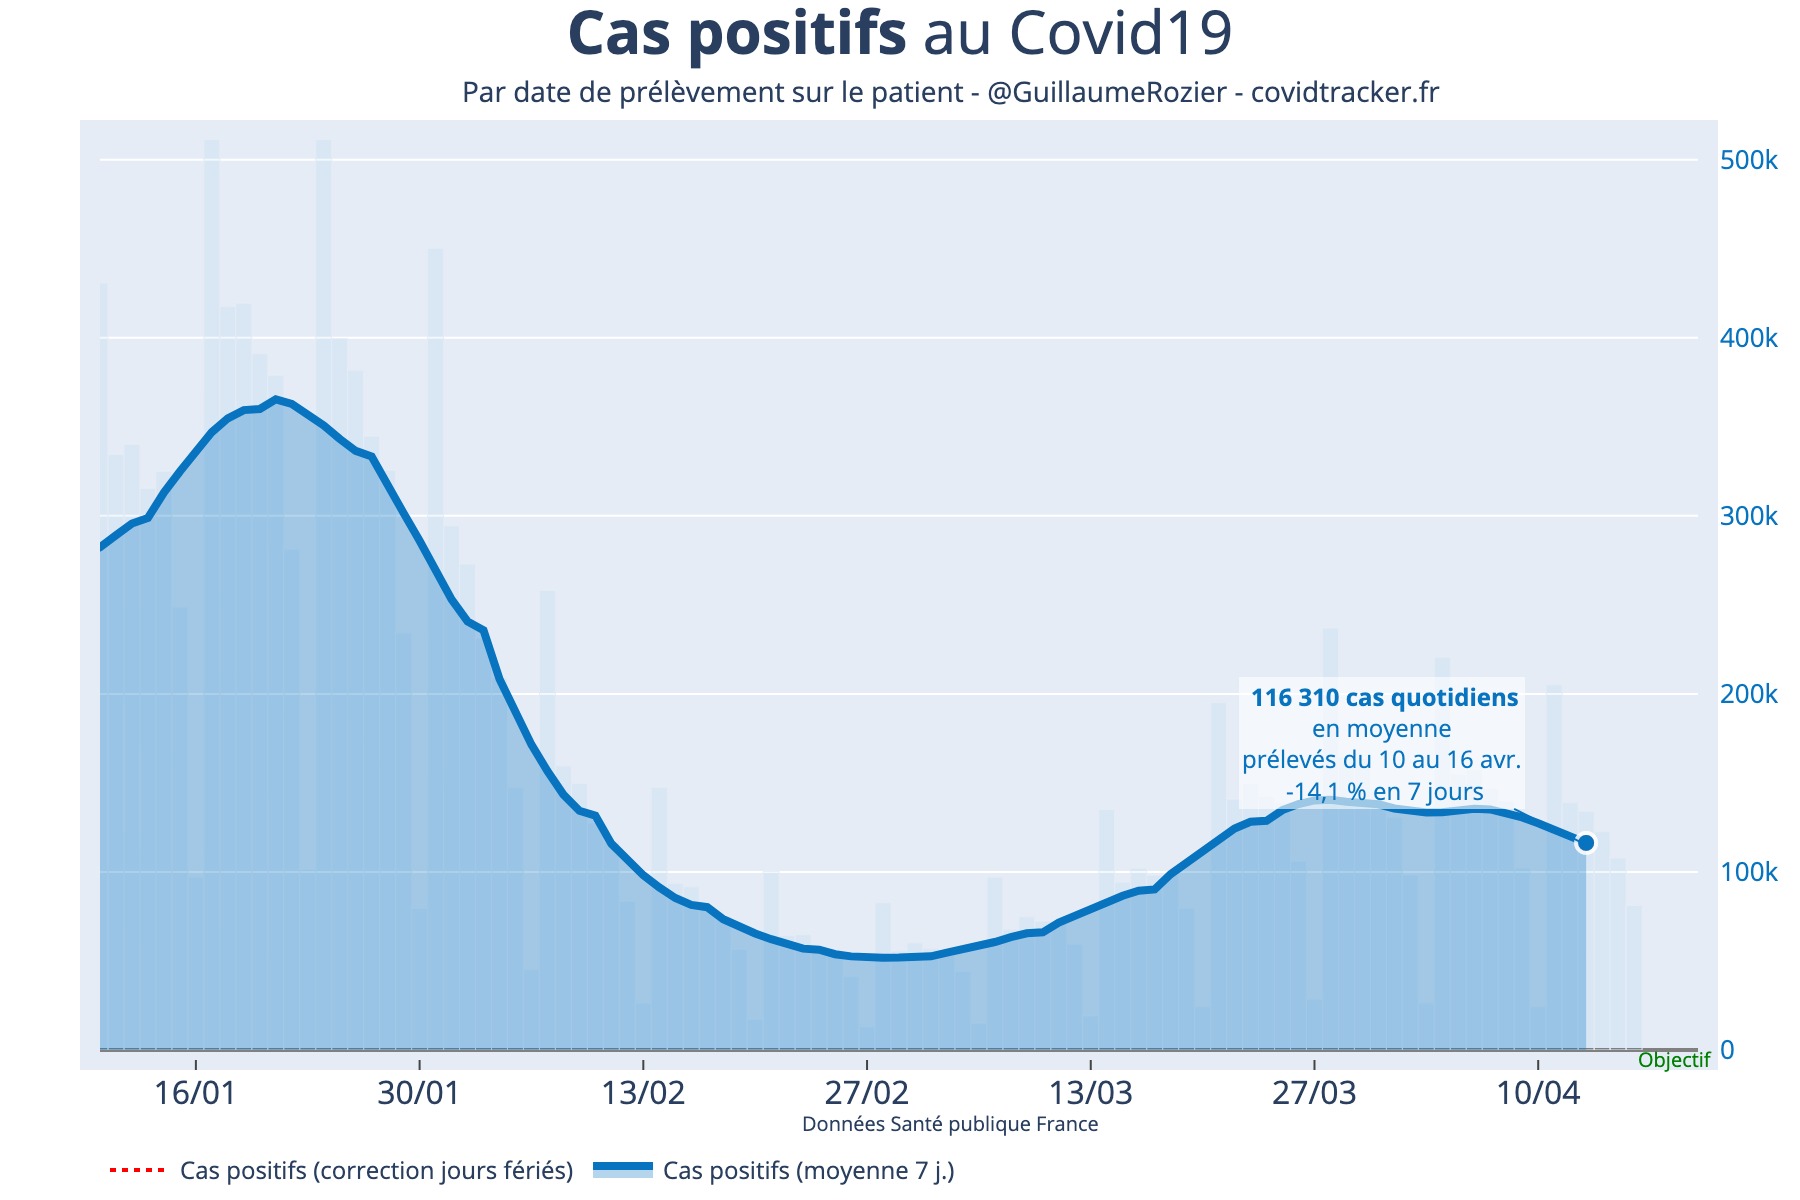 Cas positifs au Covid19
Par date de prélèvement sur le patient - @GuillaumeRozier - covidtracker.fr
500k
400k
300k
200k
100k
0
116 310 cas quotidiens
en moyenne
prélevés du 10 au 16 avr.
-14,1 % en 7 jours
Objectif
16/01 30/01 13/02 27/02 13/03 27/03 10/04
Données Santé publique France
Cas positifs (correction jours fériés) Cas positifs (moyenne 7 j.)